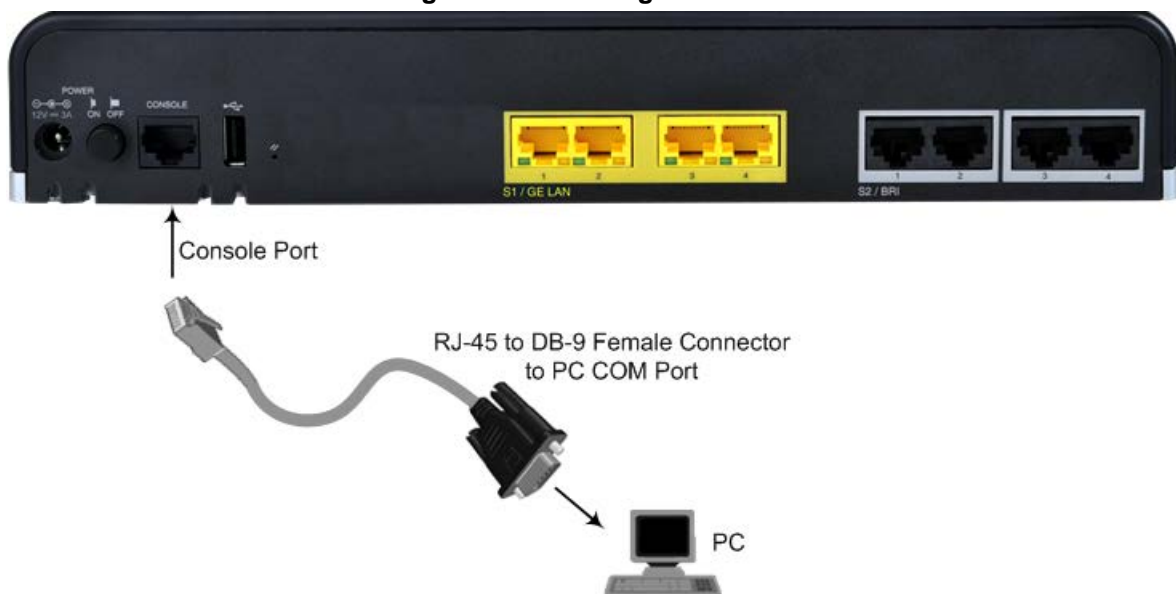 POWER
12V 3A ON OFF
CONSOLE
1 2 3 4
S1 / GE LAN
1 2 3 4
S2 / BRI
Console Port
RJ-45 to DB-9 Female Connector
to PC COM Port
PC